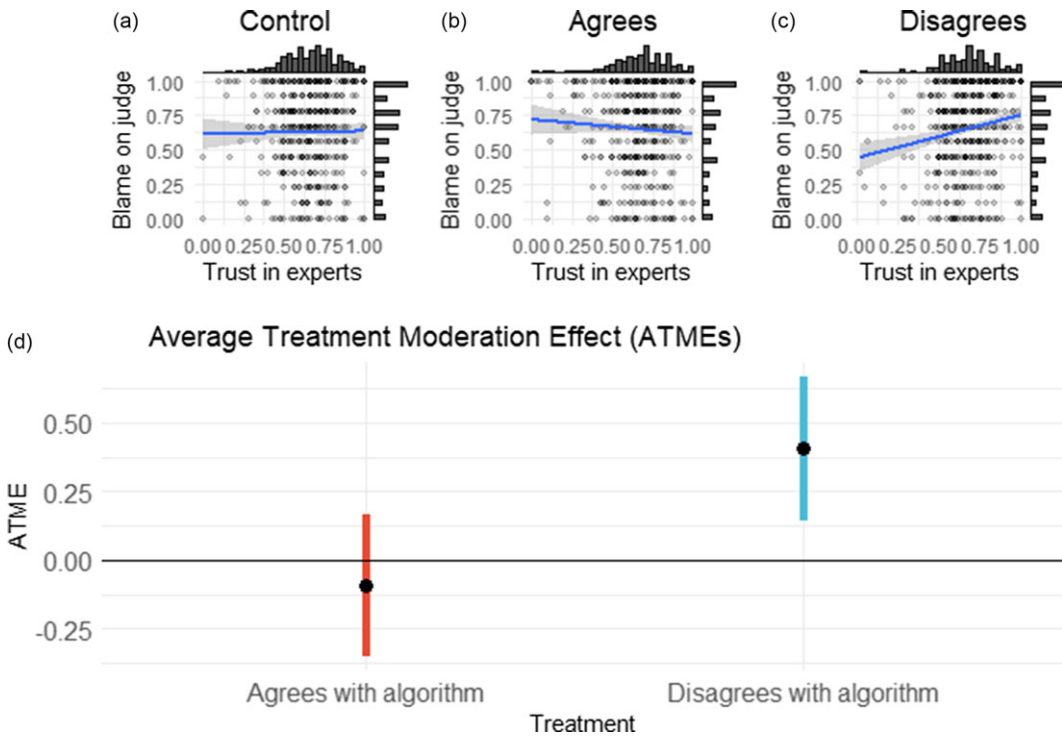 (a) Control
(b) Agrees
(c) Disagrees
Blame on judge
1.00
0.75
0.50
0.25
0.00
0.00 0.25 0.50 0.75 1.00
Trust in experts
Blame on judge
1.00
0.75
0.50
0.25
0.00
0.00 0.25 0.50 0.75 1.00
Trust in experts
Blame on judge
1.00
0.75
0.50
0.25
0.00
0.00 0.25 0.50 0.75 1.00
Trust in experts
(d) Average Treatment Moderation Effect (ATMEs)
ATME
0.50
0.25
0.00
-0.25
Agrees with algorithm
Disagrees with algorithm
Treatment